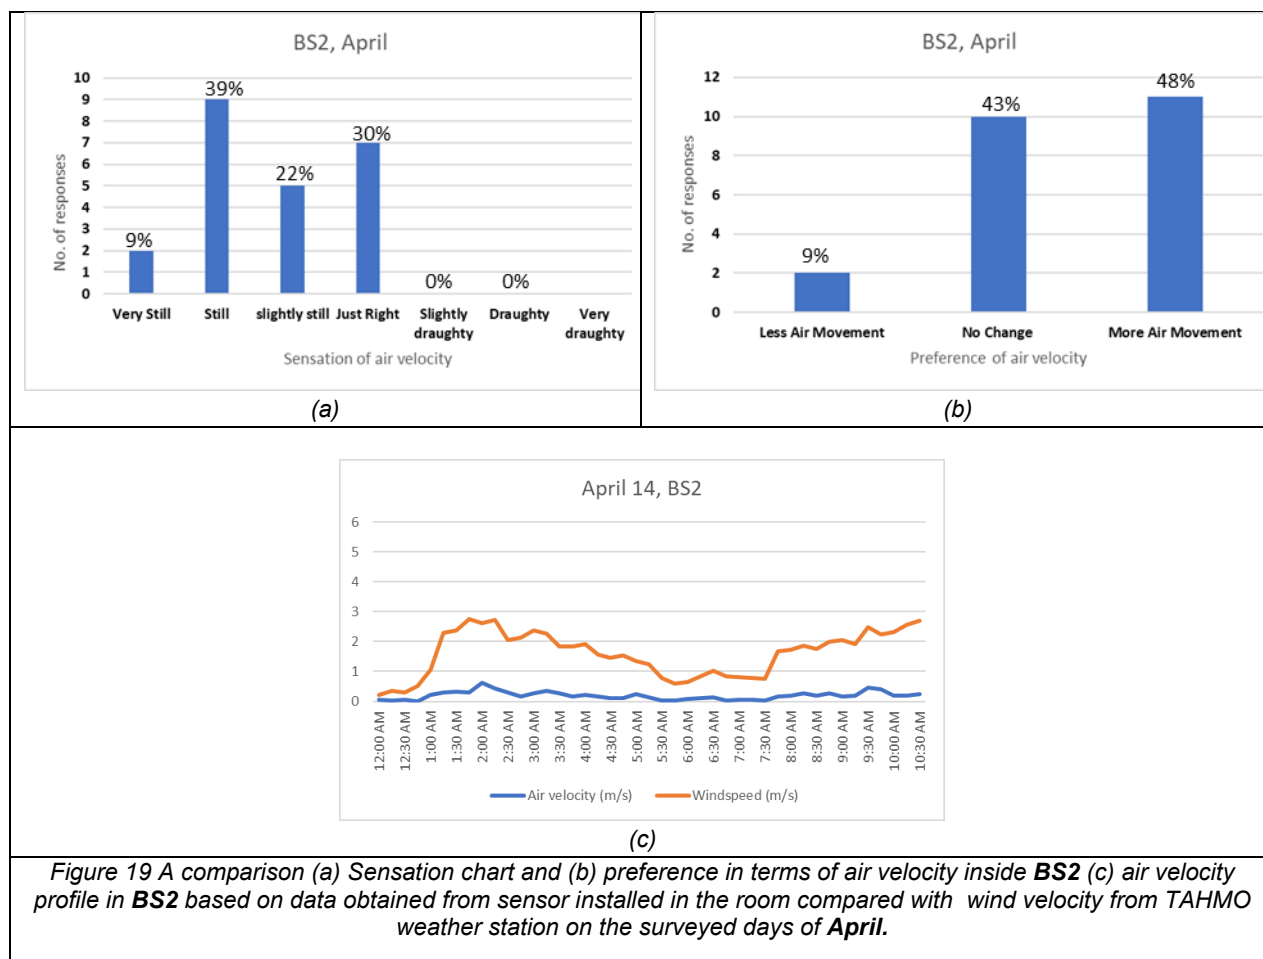 BS2, April
No. of responses
10
9
8
7
6
5
4
3
2
1
0
9%
39%
22%
30%
0%
0%
Very Still
Still
slightly still
Just Right
Slightly draughty
Draughty
Very draughty
Sensation of air velocity
(a)
BS2, April
No. of responses
12
10
8
6
4
2
0
9%
43%
48%
Less Air Movement
No Change
More Air Movement
Preference of air velocity
(b)
April 14, BS2
6
5
4
3
2
1
0
12:00 AM
12:30 AM
1:00 AM
1:30 AM
2:00 AM
2:30 AM
3:00 AM
3:30 AM
4:00 AM
4:30 AM
5:00 AM
5:30 AM
6:00 AM
6:30 AM
7:00 AM
7:30 AM
8:00 AM
8:30 AM
9:00 AM
9:30 AM
10:00 AM
10:30 AM
Air velocity (m/s)
Windspeed (m/s)
(c)
Figure 19 A comparison (a) Sensation chart and (b) preference in terms of air velocity inside BS2 (c) air velocity
profile in BS2 based on data obtained from sensor installed in the room compared with wind velocity from TAHMO
weather station on the surveyed days of April.